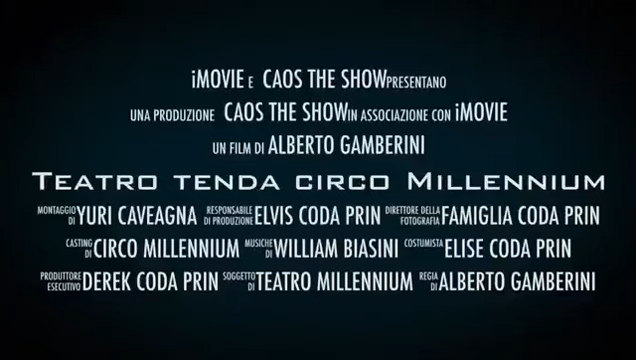 iMOVIE E CAOS THE SHOW PRESENTANO
UNA PRODUZIONE CAOS THE SHOW IN ASSOCIAZIONE CON iMOVIE
UN FILM DI ALBERTO GAMBERINI
TEATRO TENDA CIRCO MILLENNIUM
MONTAGGIO DI YURI CAVEAGNA RESPONSABILE DI PRODUZIONE ELVIS CODA PRIN DIRETTORE DELLA FOTOGRAFIA FAMIGLIA CODA PRIN
CASTING DI CIRCO MILLENNIUM MUSICHE DI WILLIAM BIASINI COSTUMISTA ELISE CODA PRIN
PRODUTTORE ESECUTIVO DEREK CODA PRIN SOGGETTO DI TEATRO MILLENNIUM REGIA DI ALBERTO GAMBERINI